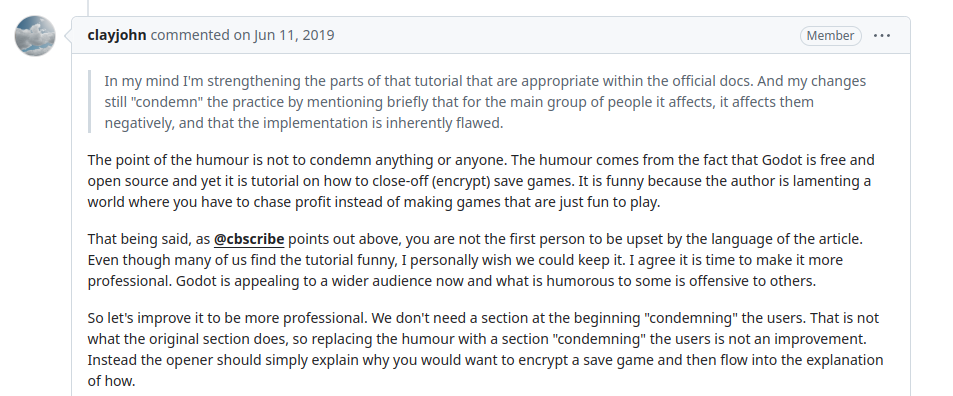 clayjohn commented on Jun 11, 2019 Member ...
In my mind I'm strengthening the parts of that tutorial that are appropriate within the official docs. And my changes
still "condemn" the practice by mentioning briefly that for the main group of people it affects, it affects them
negatively, and that the implementation is inherently flawed.
The point of the humour is not to condemn anything or anyone. The humour comes from the fact that Godot is free and
open source and yet it is tutorial on how to close-off (encrypt) save games. It is funny because the author is lamenting a
world where you have to chase profit instead of making games that are just fun to play.
That being said, as @cbscribe points out above, you are not the first person to be upset by the language of the article.
Even though many of us find the tutorial funny, I personally wish we could keep it. I agree it is time to make it more
professional. Godot is appealing to a wider audience now and what is humorous to some is offensive to others.
So let's improve it to be more professional. We don't need a section at the beginning "condemning" the users. That is not
what the original section does, so replacing the humour with a section "condemning" the users is not an improvement.
Instead the opener should simply explain why you would want to encrypt a save game and then flow into the explanation
of how.